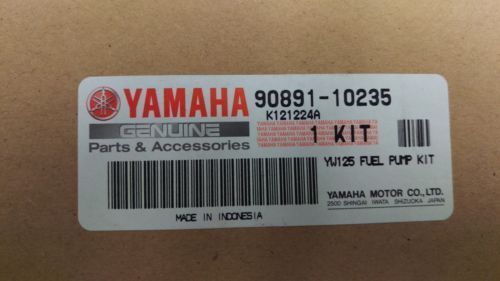 YAMAHA 90891-10235
K121224A
GENUINE 1 KIT
Parts & Accessories
YW125 FUEL PUMP KIT
YAMAHA MOTOR CO., LTD.
2500 SHINGAI IWATA SHIZUOKA JAPAN
MADE IN INDONESIA